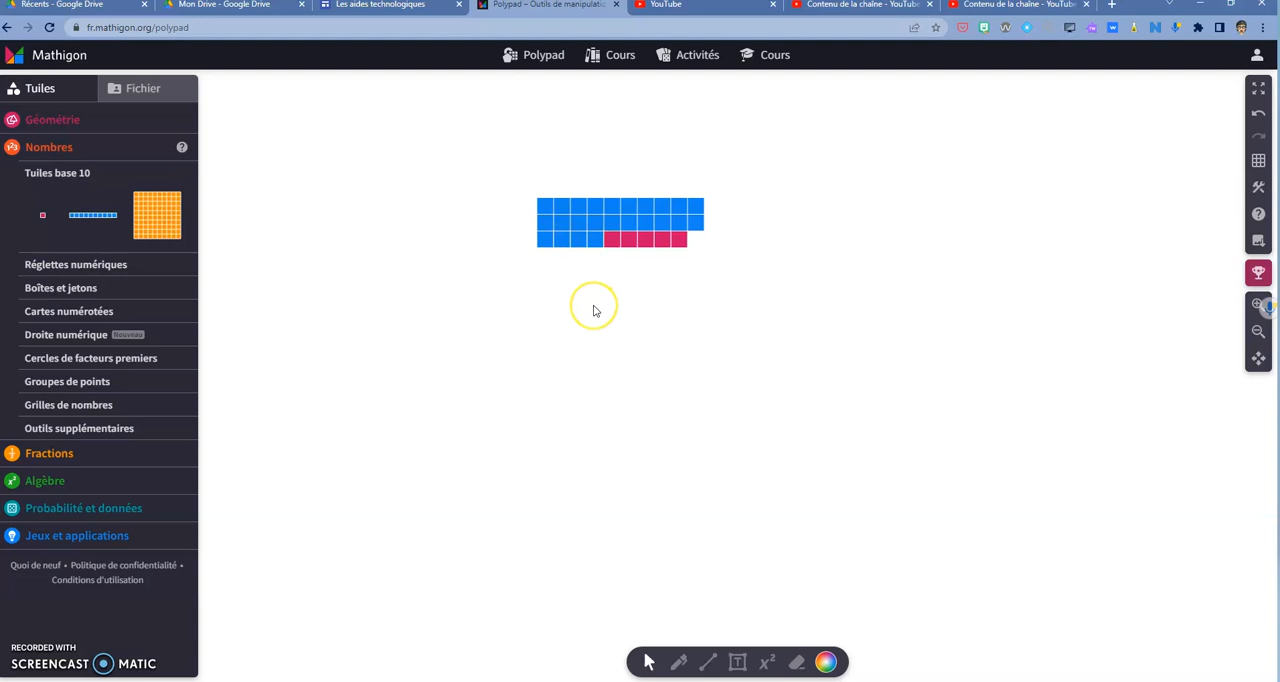 Récents - Google Drive
Mon Drive - Google Drive
Les aides technologiques
Polypad – Outils de manipulatio
YouTube
Contenu de la chaîne - YouTube
Contenu de la chaîne - YouTube
fr.mathigon.org/polypad
Mathigon
Polypad
Cours
Activités
Cours
Tuiles
Fichier
Géométrie
Nombres
Tuiles base 10
Réglettes numériques
Boîtes et jetons
Cartes numérotées
Droite numérique Nouveau
Cercles de facteurs premiers
Groupes de points
Grilles de nombres
Outils supplémentaires
Fractions
Algèbre
Probabilité et données
Jeux et applications
Quoi de neuf • Politique de confidentialité •
Conditions d'utilisation
RECORDED WITH
SCREENCAST MATIC